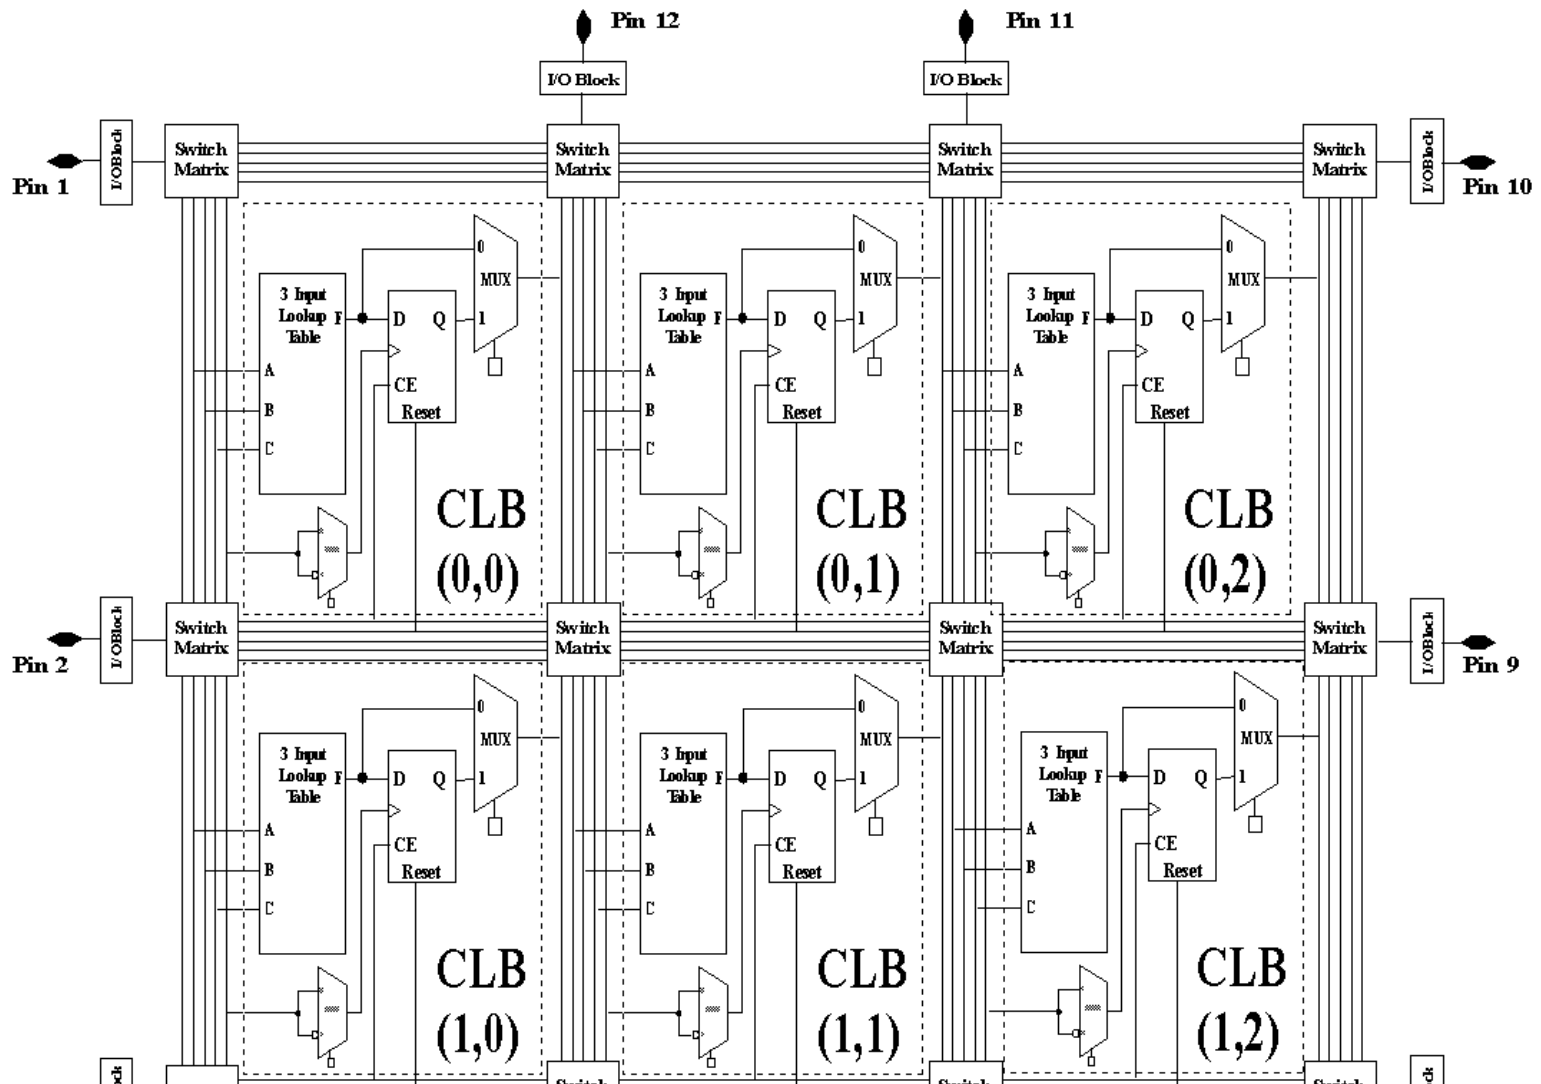 Pin 12
Pin 11
I/O Block
I/O Block
I/OBlock
Switch
Matrix
Switch
Matrix
Switch
Matrix
Switch
Matrix
I/OBlock
Pin 1
Pin 10
0
MUX
1
3 Input
Lookup
Table
F
D
Q
CE
Reset
A
B
C
CLB
(0,0)
0
MUX
1
3 Input
Lookup
Table
F
D
Q
CE
Reset
A
B
C
CLB
(0,1)
0
MUX
1
3 Input
Lookup
Table
F
D
Q
CE
Reset
A
B
C
CLB
(0,2)
I/OBlock
Switch
Matrix
Switch
Matrix
Switch
Matrix
Switch
Matrix
I/OBlock
Pin 2
Pin 9
0
MUX
1
3 Input
Lookup
Table
F
D
Q
CE
Reset
A
B
C
CLB
(1,0)
0
MUX
1
3 Input
Lookup
Table
F
D
Q
CE
Reset
A
B
C
CLB
(1,1)
0
MUX
1
3 Input
Lookup
Table
F
D
Q
CE
Reset
A
B
C
CLB
(1,2)